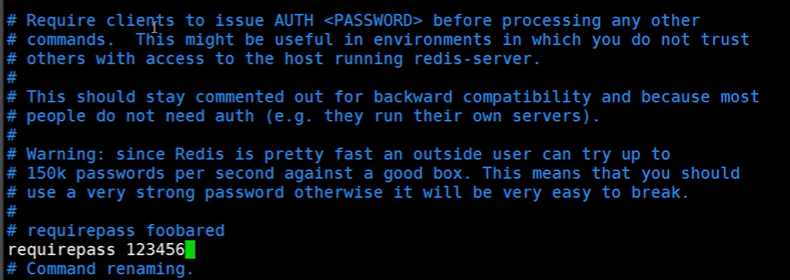 # Require clients to issue AUTH <PASSWORD> before processing any other
# commands.  This might be useful in environments in which you do not trust
# others with access to the host running redis-server.
#
# This should stay commented out for backward compatibility and because most
# people do not need auth (e.g. they run their own servers).
#
# Warning: since Redis is pretty fast an outside user can try up to
# 150k passwords per second against a good box. This means that you should
# use a very strong password otherwise it will be very easy to break.
#
# requirepass foobared
requirepass 123456
# Command renaming.